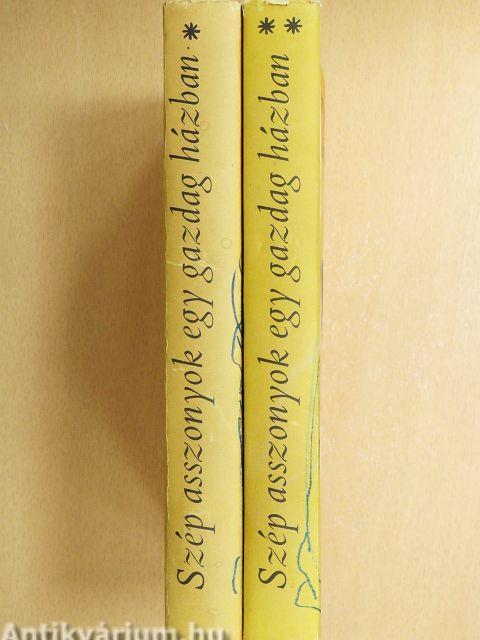 Szép asszonyok egy gazdag házban *
Szép asszonyok egy gazdag házban **
Antikvárium.hu